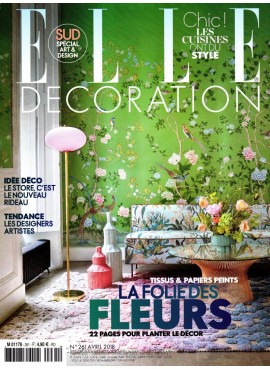 ELLE
DECORATION
SUD
SPÉCIAL
ART &
DESIGN
Chic !
LES
CUISINES
ONT DU
STYLE
IDÉE DÉCO
LE STORE, C'EST
LE NOUVEAU
RIDEAU
TENDANCE
LES DESIGNERS
ARTISTES
TISSUS & PAPIERS PEINTS
LA FOLIE DES
FLEURS
22 PAGES POUR PLANTER LE DÉCOR
N° 261 AVRIL 2018